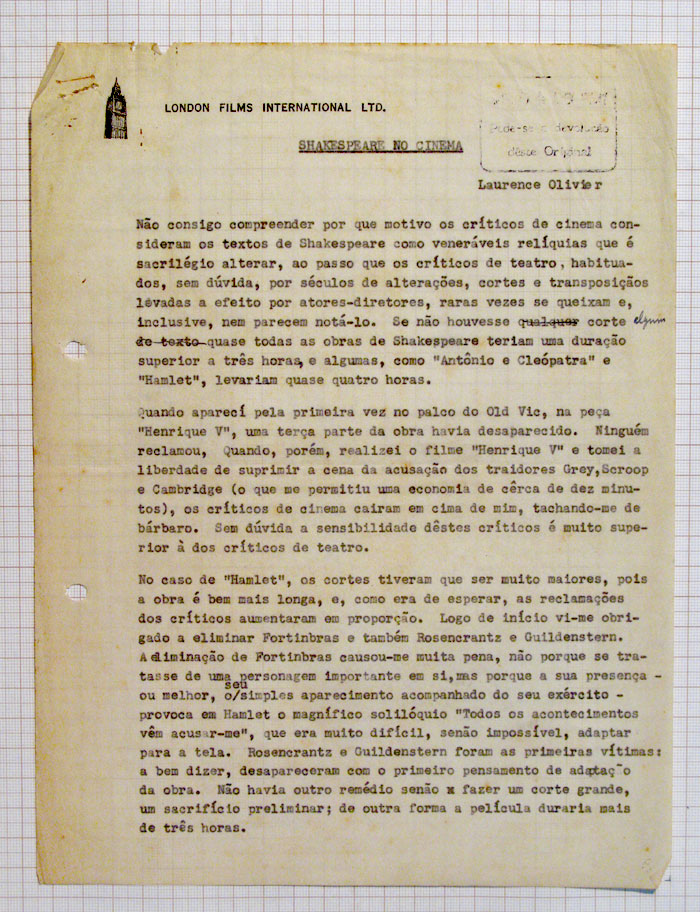 LONDON FILMS INTERNATIONAL LTD.
Pede-se a devolução
dêste Original
SHAKESPEARE NO CINEMA
Laurence Olivier
Não consigo compreender por que motivo os críticos de cinema con-
sideram os textos de Shakespeare como veneráveis relíquias que é
sacrilégio alterar, ao passo que os críticos de teatro, habitua-
dos, sem dúvida, por séculos de alterações, cortes e transposições
levadas a efeito por atores-diretores, raras vezes se queixam e,
inclusive, nem parecem notá-lo. Se não houvesse qualquer corte algum
de texto quase todas as obras de Shakespeare teriam uma duração
superior a três horas, e algumas, como "Antônio e Cleópatra" e
"Hamlet", levariam quase quatro horas.
Quando aparecí pela primeira vez no palco do Old Vic, na peça
"Henrique V", uma terça parte da obra havia desaparecido. Ninguém
reclamou, Quando, porém, realizei o filme "Henrique V" e tomei a
liberdade de suprimir a cena da acusação dos traidores Grey,Scroop
e Cambridge (o que me permitiu uma economia de cêrca de dez minu-
tos), os críticos de cinema cairam em cima de mim, tachando-me de
bárbaro. Sem dúvida a sensibilidade dêstes críticos é muito supe-
rior à dos críticos de teatro.
No caso de "Hamlet", os cortes tiveram que ser muito maiores, pois
a obra é bem mais longa, e, como era de esperar, as reclamações
dos críticos aumentaram em proporção. Logo de início vi-me obri-
gado a eliminar Fortinbras e também Rosencrantz e Guildenstern.
A eliminação de Fortinbras causou-me muita pena, não porque se tra-
tasse de uma personagem importante em si,mas porque a sua presença -
ou melhor, o/seu simples aparecimento acompanhado do seu exército -
provoca em Hamlet o magnífico solilóquio "Todos os acontecimentos
vêm acusar-me", que era muito difícil, senão impossível, adaptar
para a tela. Rosencrantz e Guildenstern foram as primeiras vítimas:
a bem dizer, desapareceram com o primeiro pensamento de adaptação
da obra. Não havia outro remédio senão x fazer um corte grande,
um sacrifício preliminar; de outra forma a película duraria mais
de três horas.